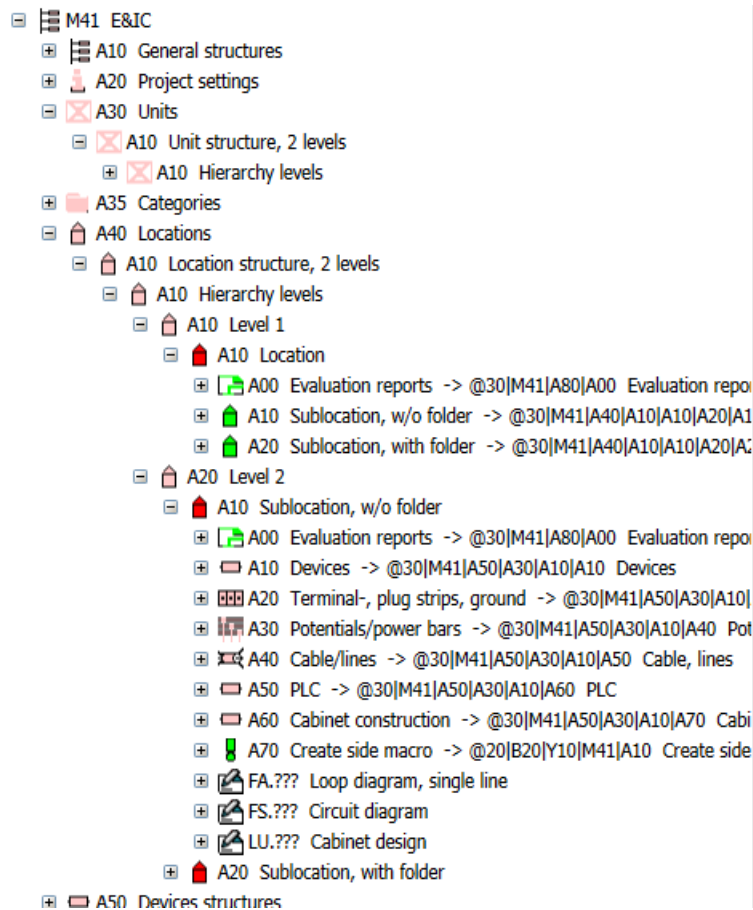 M41 E&IC
A10 General structures
A20 Project settings
A30 Units
A10 Unit structure, 2 levels
A10 Hierarchy levels
A35 Categories
A40 Locations
A10 Location structure, 2 levels
A10 Hierarchy levels
A10 Level 1
A10 Location
A00 Evaluation reports -> @30|M41|A80|A00 Evaluation repo
A10 Sublocation, w/o folder -> @30|M41|A40|A10|A10|A20|A1
A20 Sublocation, with folder -> @30|M41|A40|A10|A10|A20|A2
A20 Level 2
A10 Sublocation, w/o folder
A00 Evaluation reports -> @30|M41|A80|A00 Evaluation repo
A10 Devices -> @30|M41|A50|A30|A10|A10 Devices
A20 Terminal-, plug strips, ground -> @30|M41|A50|A30|A10|
A30 Potentials/power bars -> @30|M41|A50|A30|A10|A40 Pot
A40 Cable/lines -> @30|M41|A50|A30|A10|A50 Cable, lines
A50 PLC -> @30|M41|A50|A30|A10|A60 PLC
A60 Cabinet construction -> @30|M41|A50|A30|A10|A70 Cabi
A70 Create side macro -> @20|B20|Y10|M41|A10 Create side
FA.??? Loop diagram, single line
FS.??? Circuit diagram
LU.??? Cabinet design
A20 Sublocation, with folder
A50 Devices structures